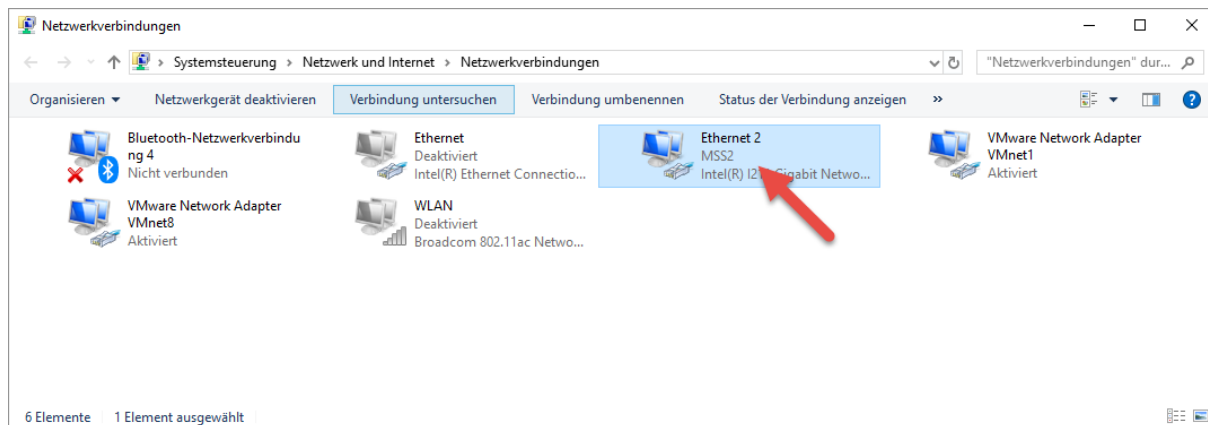 Netzwerkverbindungen
Systemsteuerung › Netzwerk und Internet › Netzwerkverbindungen
"Netzwerkverbindungen" dur...
Organisieren Netzwerkgerät deaktivieren Verbindung untersuchen Verbindung umbenennen Status der Verbindung anzeigen »
Bluetooth-Netzwerkverbindu
ng 4
Nicht verbunden
Ethernet
Deaktiviert
Intel(R) Ethernet Connectio...
Ethernet 2
MSS2
Intel(R) Gigabit Netwo...
VMware Network Adapter
VMnet1
Aktiviert
VMware Network Adapter
VMnet8
Aktiviert
WLAN
Deaktiviert
Broadcom 802.11ac Netwo...
6 Elemente 1 Element ausgewählt